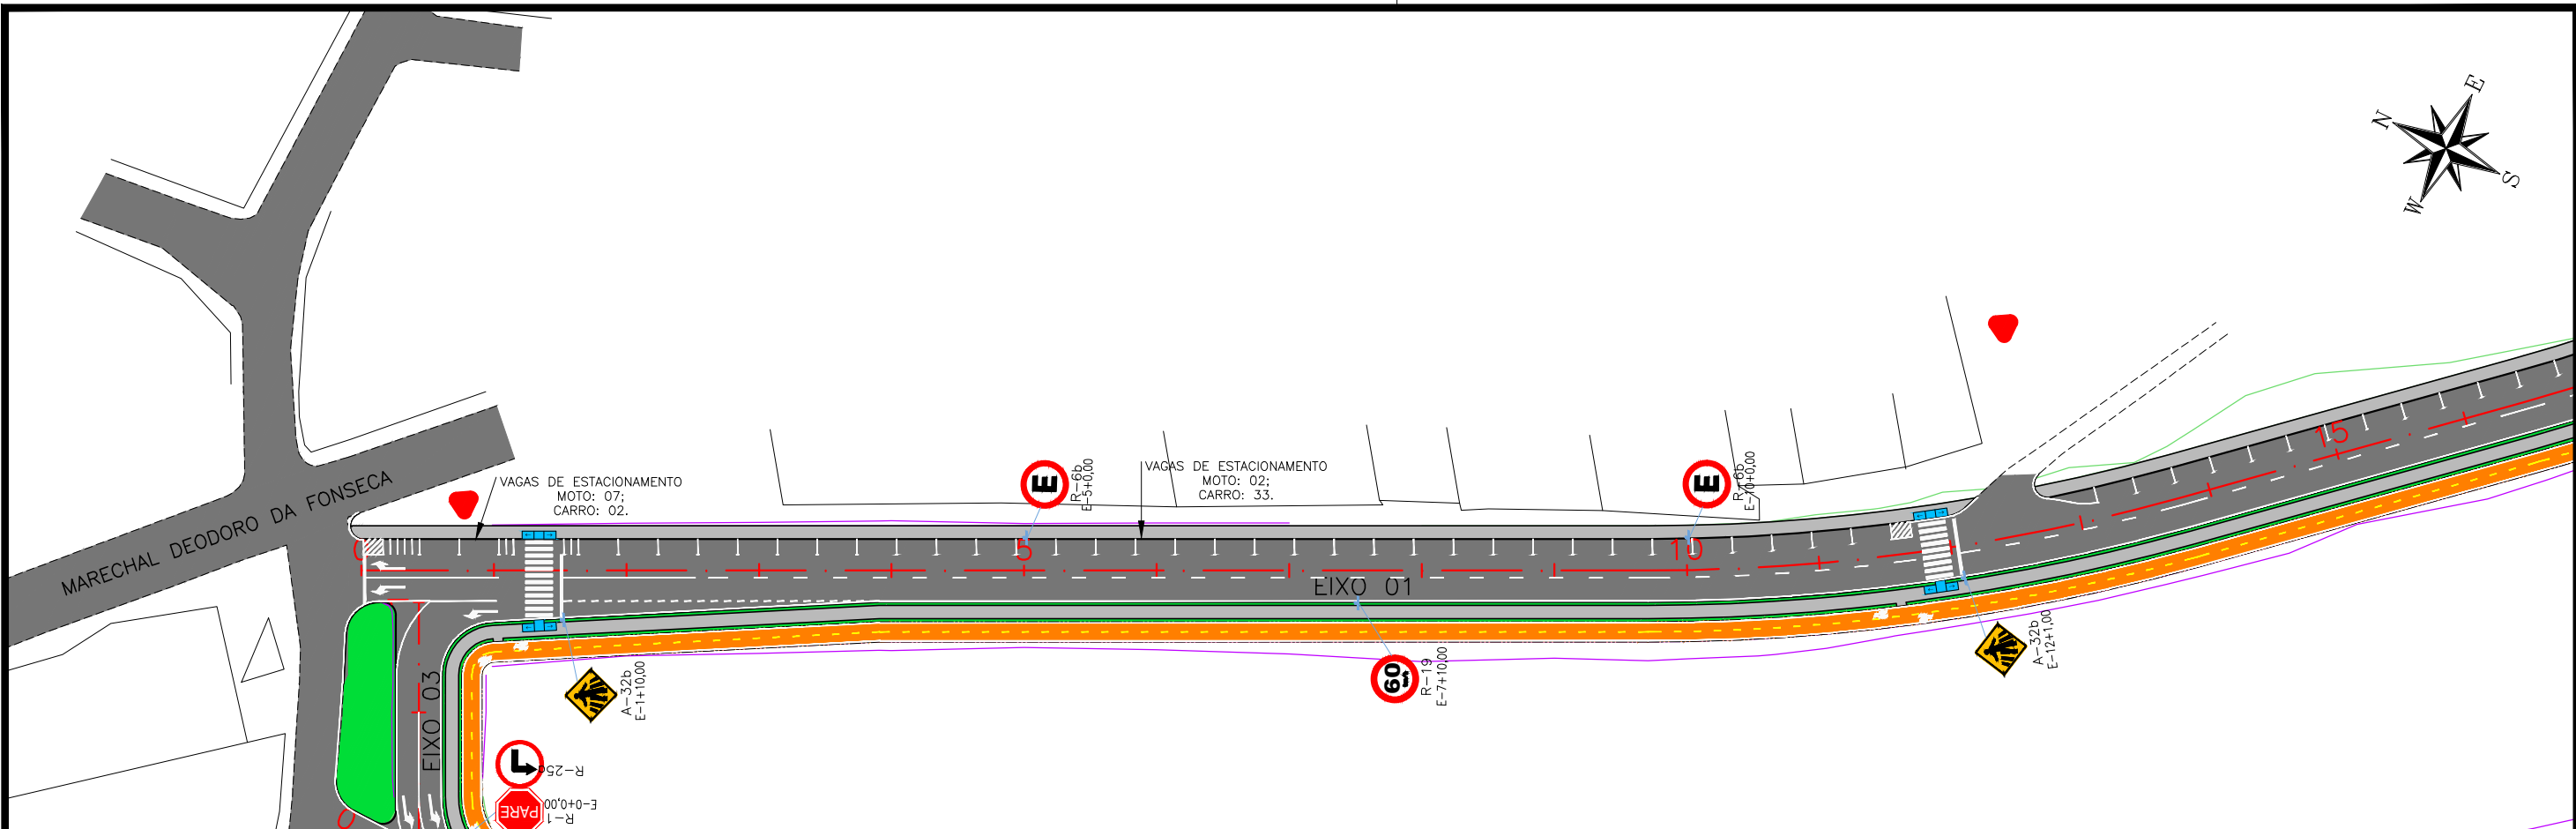 N
E
S
W
MARECHAL DEODORO DA FONSECA
VAGAS DE ESTACIONAMENTO
MOTO: 07;
CARRO: 02.
E
R-6b
E-5+0,00
VAGAS DE ESTACIONAMENTO
MOTO: 02;
CARRO: 33.
E
R-6b
E-10+0,00
0
5
10
15
EIXO 01
EIXO 03
A-32b
E-1+10,00
60
km/h
R-19
E-7+10,00
A-32b
E-12+1,00
R-25d
PARE
R-1
E-0+0,00
0